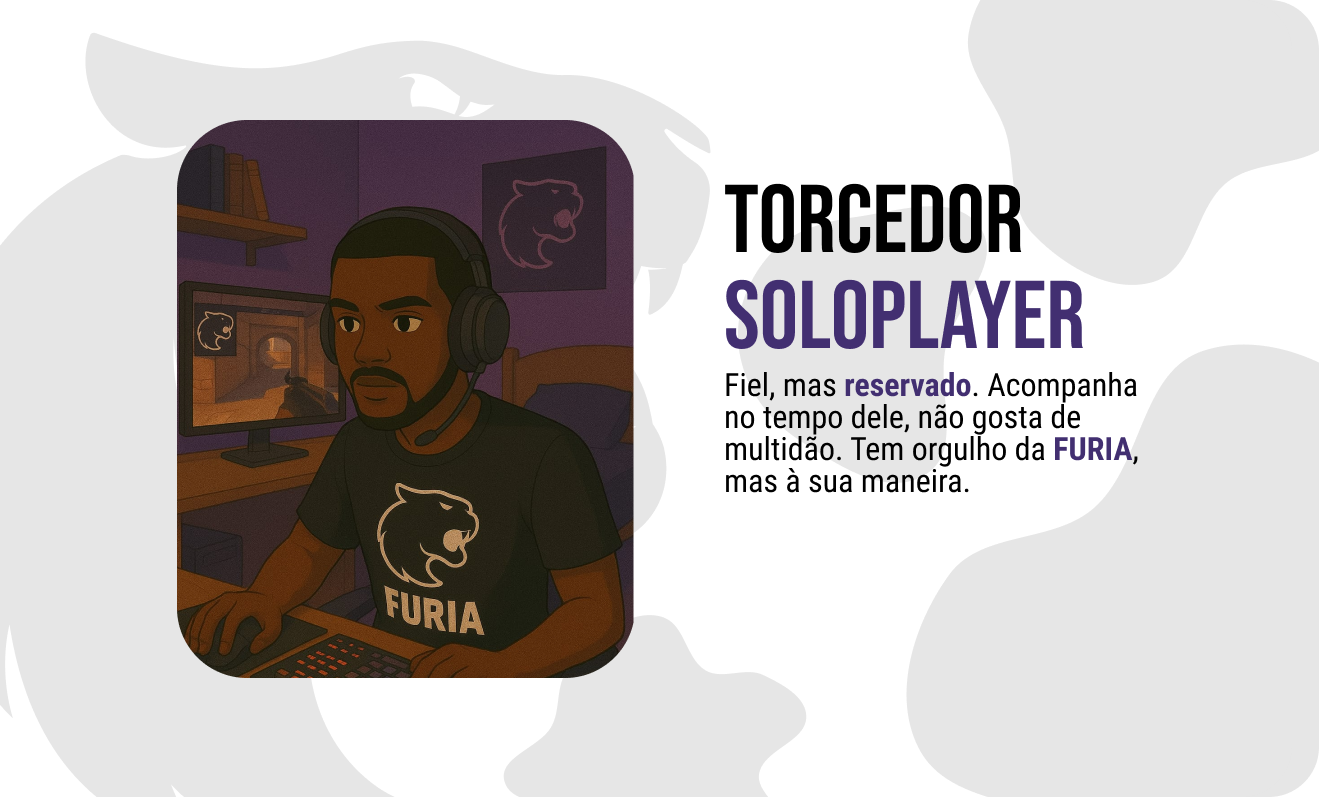 TORCEDOR
SOLOPLAYER
Fiel, mas reservado. Acompanha
no tempo dele, não gosta de
multidão. Tem orgulho da FURIA,
mas à sua maneira.
FURIA